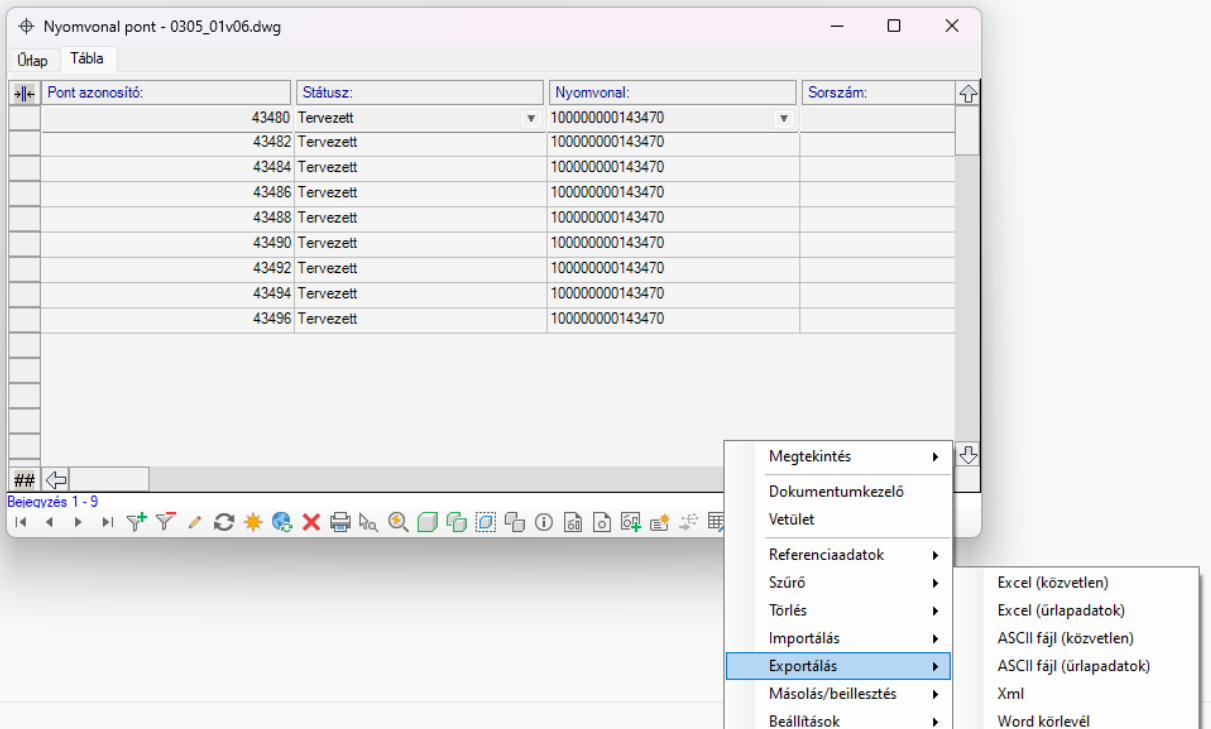 Nyomvonal pont - 0305_01v06.dwg
Űrlap Tábla
Pont azonosító: Státusz: Nyomvonal: Sorszám:
43480 Tervezett 100000000143470
43482 Tervezett 100000000143470
43484 Tervezett 100000000143470
43486 Tervezett 100000000143470
43488 Tervezett 100000000143470
43490 Tervezett 100000000143470
43492 Tervezett 100000000143470
43494 Tervezett 100000000143470
43496 Tervezett 100000000143470
##
Bejegyzés 1 - 9
Megtekintés
Dokumentumkezelő
Vetület
Referenciaadatok
Szűrő
Törlés
Importálás
Exportálás
Másolás/beillesztés
Beállítások
Excel (közvetlen)
Excel (űrlapadatok)
ASCII fájl (közvetlen)
ASCII fájl (űrlapadatok)
Xml
Word körlevél